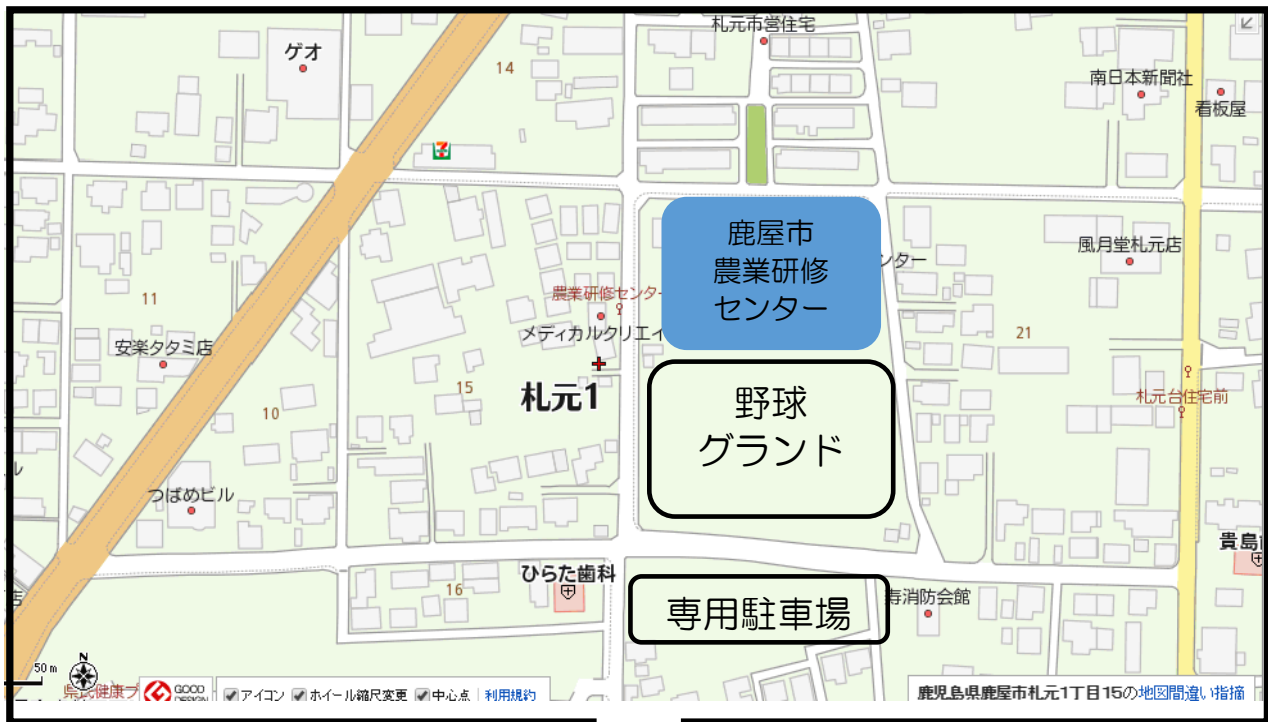 札元市営住宅
ゲオ
14
南日本新聞社
看板屋
鹿屋市
農業研修
センター
ンター
風月堂札元店
11
農業研修センター
メディカルクリエイ
21
安楽タタミ店
15
札元1
10
野球
グランド
札元台住宅前
ル
つばめビル
貴島歯
ひらた歯科
16
専用駐車場
寿消防会館
店
50 m
N
県民健康プ
GOOD
DESIGN
アイコン
ホイール縮尺変更
中心点
利用規約
鹿児島県鹿屋市札元1丁目15の地図間違い指摘